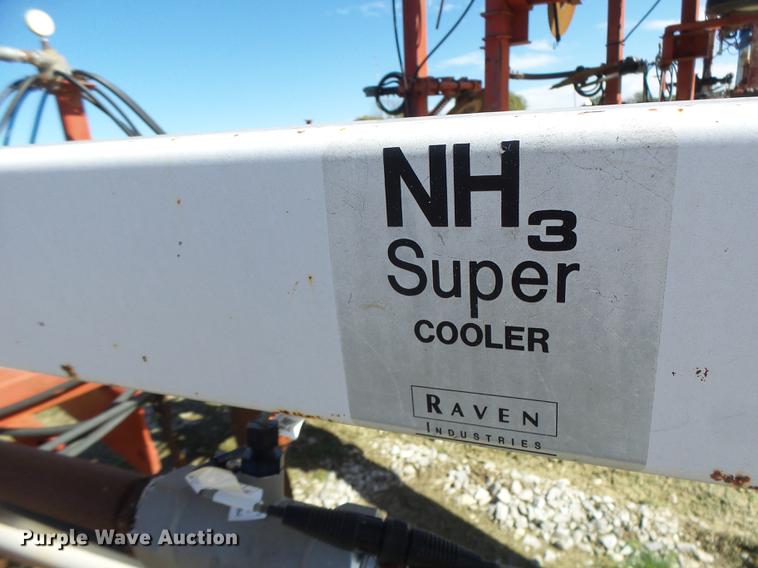 NH3
Super
COOLER
RAVEN
INDUSTRIES
Purple Wave Auction